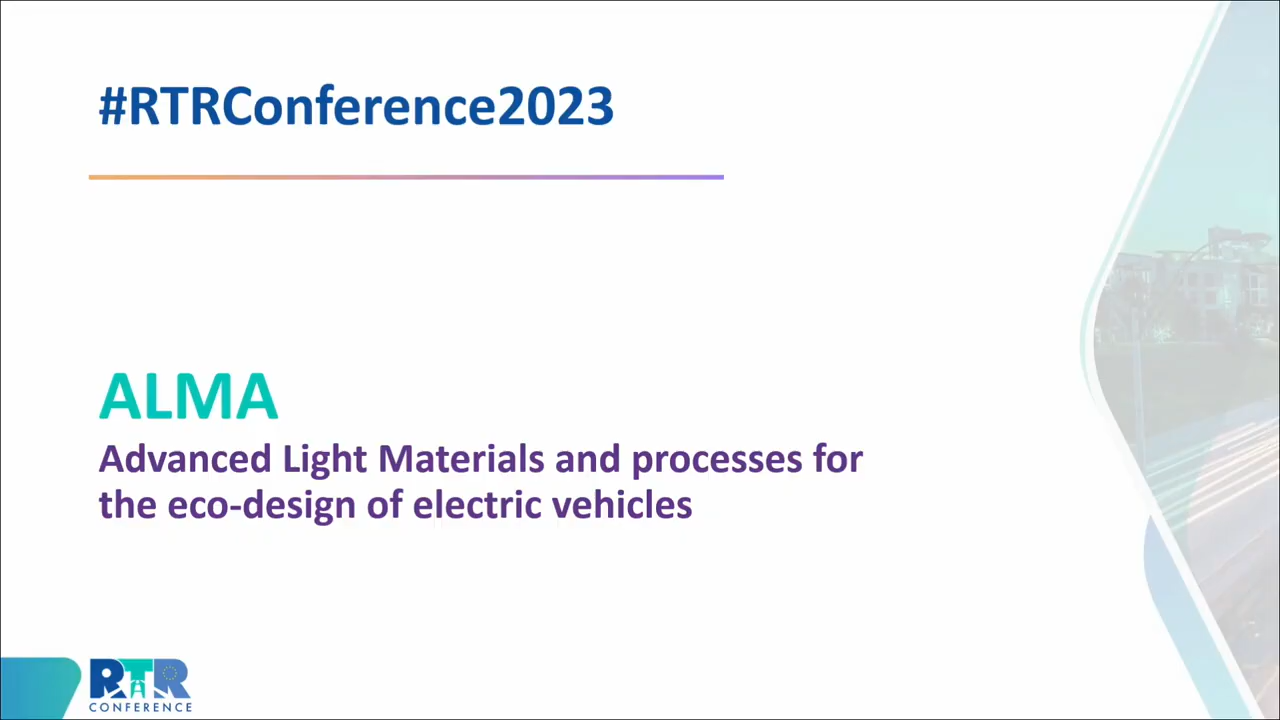 #RTRConference2023
ALMA
Advanced Light Materials and processes for
the eco-design of electric vehicles
RTR
CONFERENCE